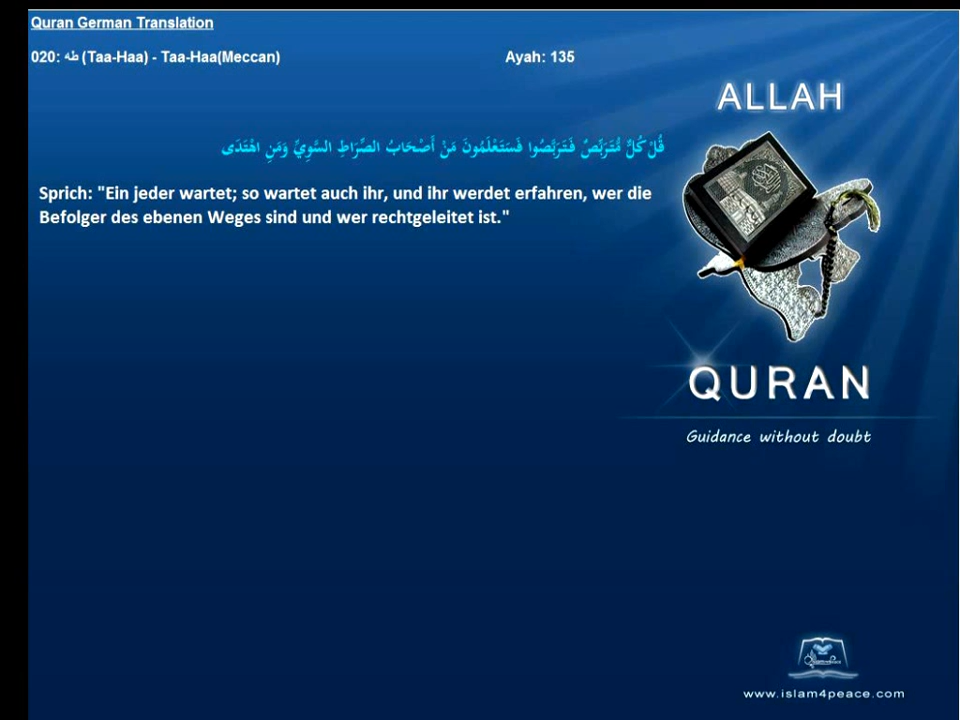 Quran German Translation
020: طه (Taa-Haa) - Taa-Haa(Meccan) Ayah: 135
ALLAH
قُلْ كُلٌّ مُّتَرَبِّصٌ فَتَرَبَّصُوا فَسَتَعْلَمُونَ مَنْ أَصْحَابُ الصِّرَاطِ السَّوِيِّ وَمَنِ اهْتَدَى
Sprich: "Ein jeder wartet; so wartet auch ihr, und ihr werdet erfahren, wer die
Befolger des ebenen Weges sind und wer rechtgeleitet ist."
QURAN
Guidance without doubt
www.islam4peace.com